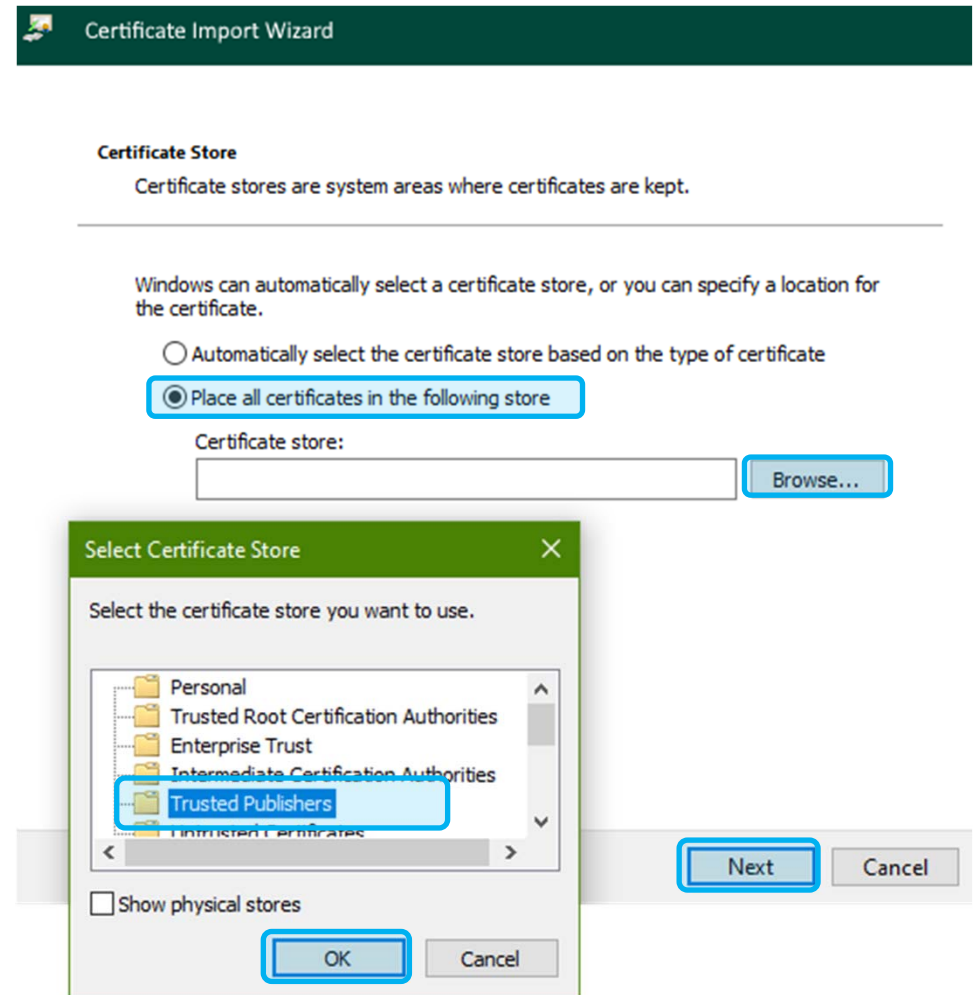 Certificate Import Wizard
Certificate Store
Certificate stores are system areas where certificates are kept.
Windows can automatically select a certificate store, or you can specify a location for
the certificate.
Automatically select the certificate store based on the type of certificate
Place all certificates in the following store
Certificate store:
Browse...
Select Certificate Store
Select the certificate store you want to use.
Personal
Trusted Root Certification Authorities
Enterprise Trust
Intermediate Certification Authorities
Trusted Publishers
Untrusted Certificates
Next
Cancel
Show physical stores
OK
Cancel